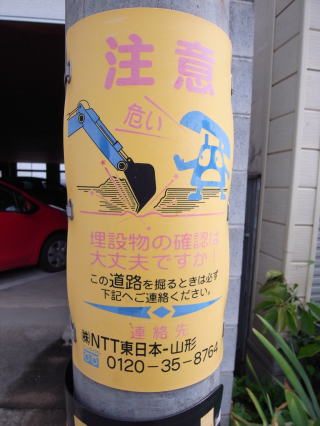 注意
危い
埋設物の確認は
大丈夫ですか!
この道路を掘るときは必ず
下記へご連絡ください。
連絡先
㈱NTT東日本-山形
0120-35-8764